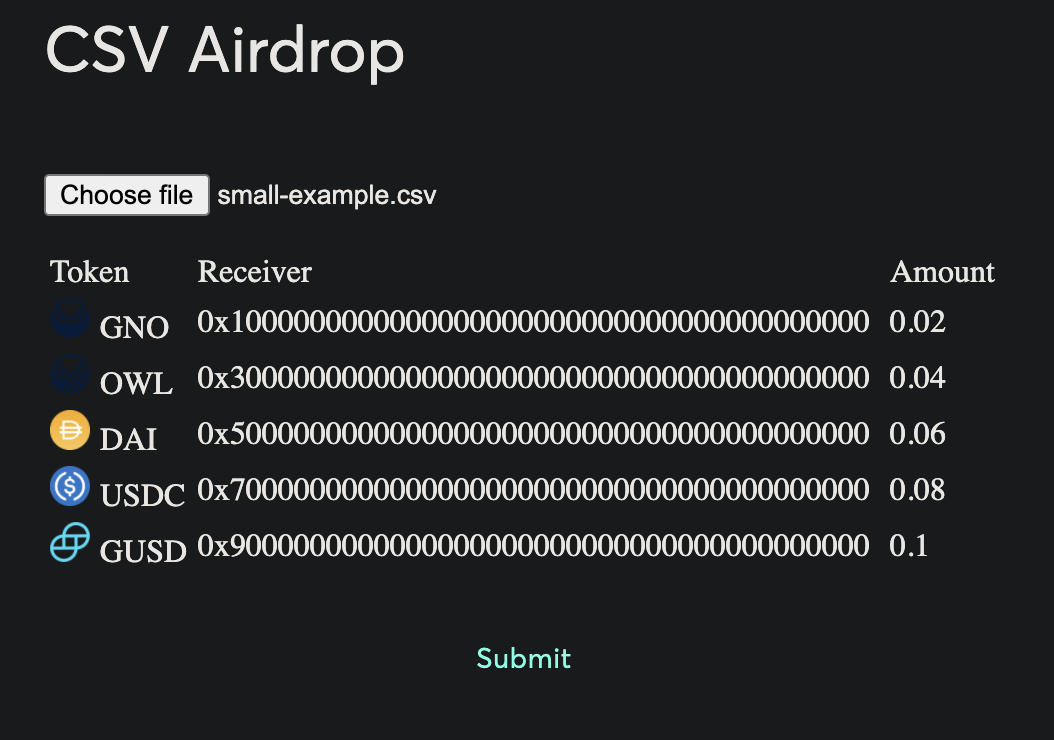 CSV Airdrop
Choose file small-example.csv
Token Receiver Amount
GNO 0x1000000000000000000000000000000000000000 0.02
OWL 0x3000000000000000000000000000000000000000 0.04
DAI 0x5000000000000000000000000000000000000000 0.06
USDC 0x7000000000000000000000000000000000000000 0.08
GUSD 0x9000000000000000000000000000000000000000 0.1
Submit